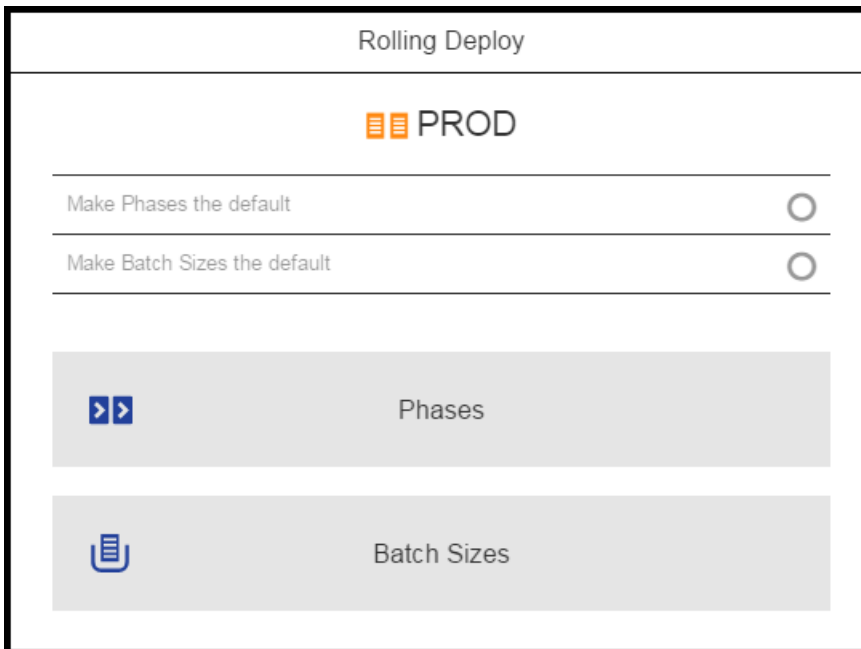 Rolling Deploy
PROD
Make Phases the default
Make Batch Sizes the default
Phases
Batch Sizes